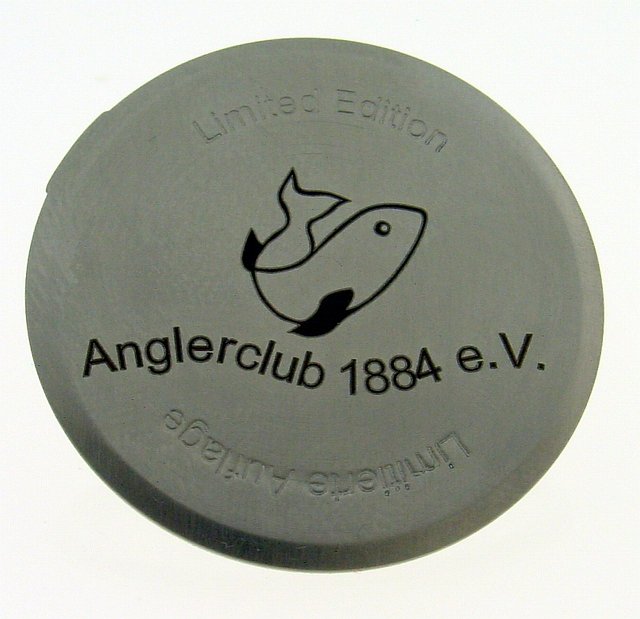 Limited Edition
Anglerclub 1884 e.V.
Limitierte Auflage